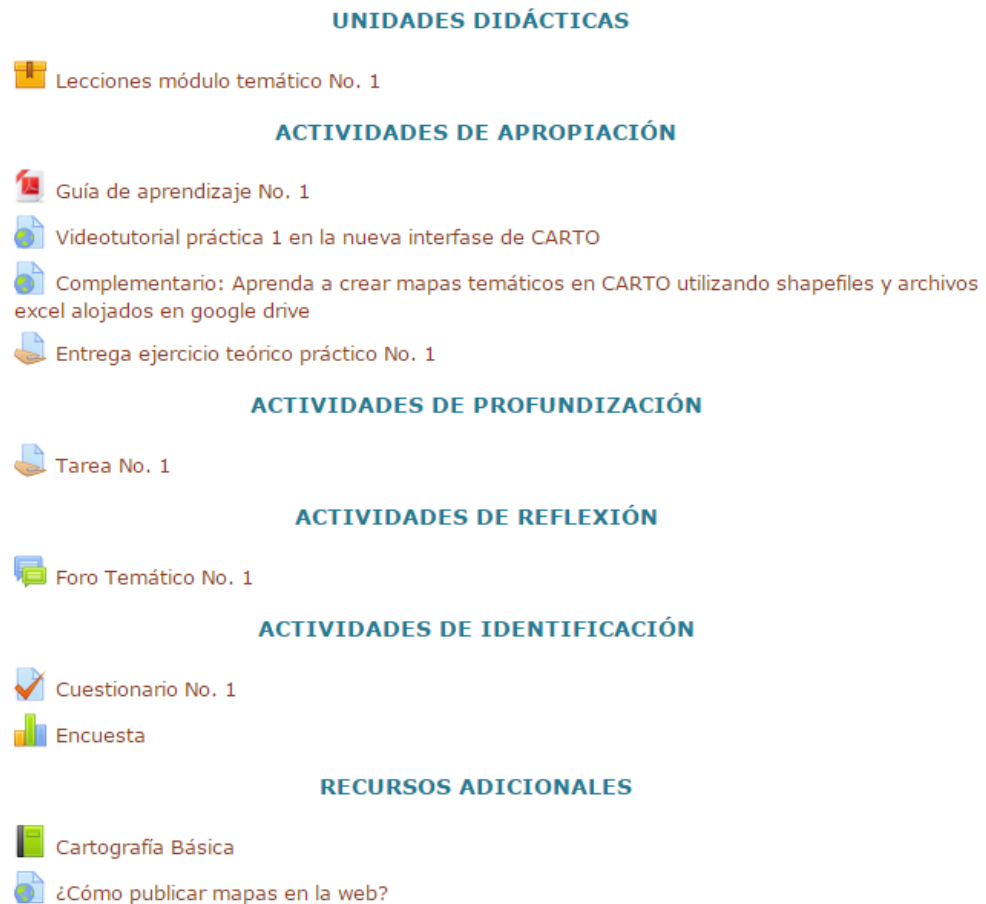 UNIDADES DIDÁCTICAS
Lecciones módulo temático No. 1
ACTIVIDADES DE APROPIACIÓN
Guía de aprendizaje No. 1
Videotutorial práctica 1 en la nueva interfase de CARTO
Complementario: Aprenda a crear mapas temáticos en CARTO utilizando shapefiles y archivos
excel alojados en google drive
Entrega ejercicio teórico práctico No. 1
ACTIVIDADES DE PROFUNDIZACIÓN
Tarea No. 1
ACTIVIDADES DE REFLEXIÓN
Foro Temático No. 1
ACTIVIDADES DE IDENTIFICACIÓN
Cuestionario No. 1
Encuesta
RECURSOS ADICIONALES
Cartografía Básica
¿Cómo publicar mapas en la web?